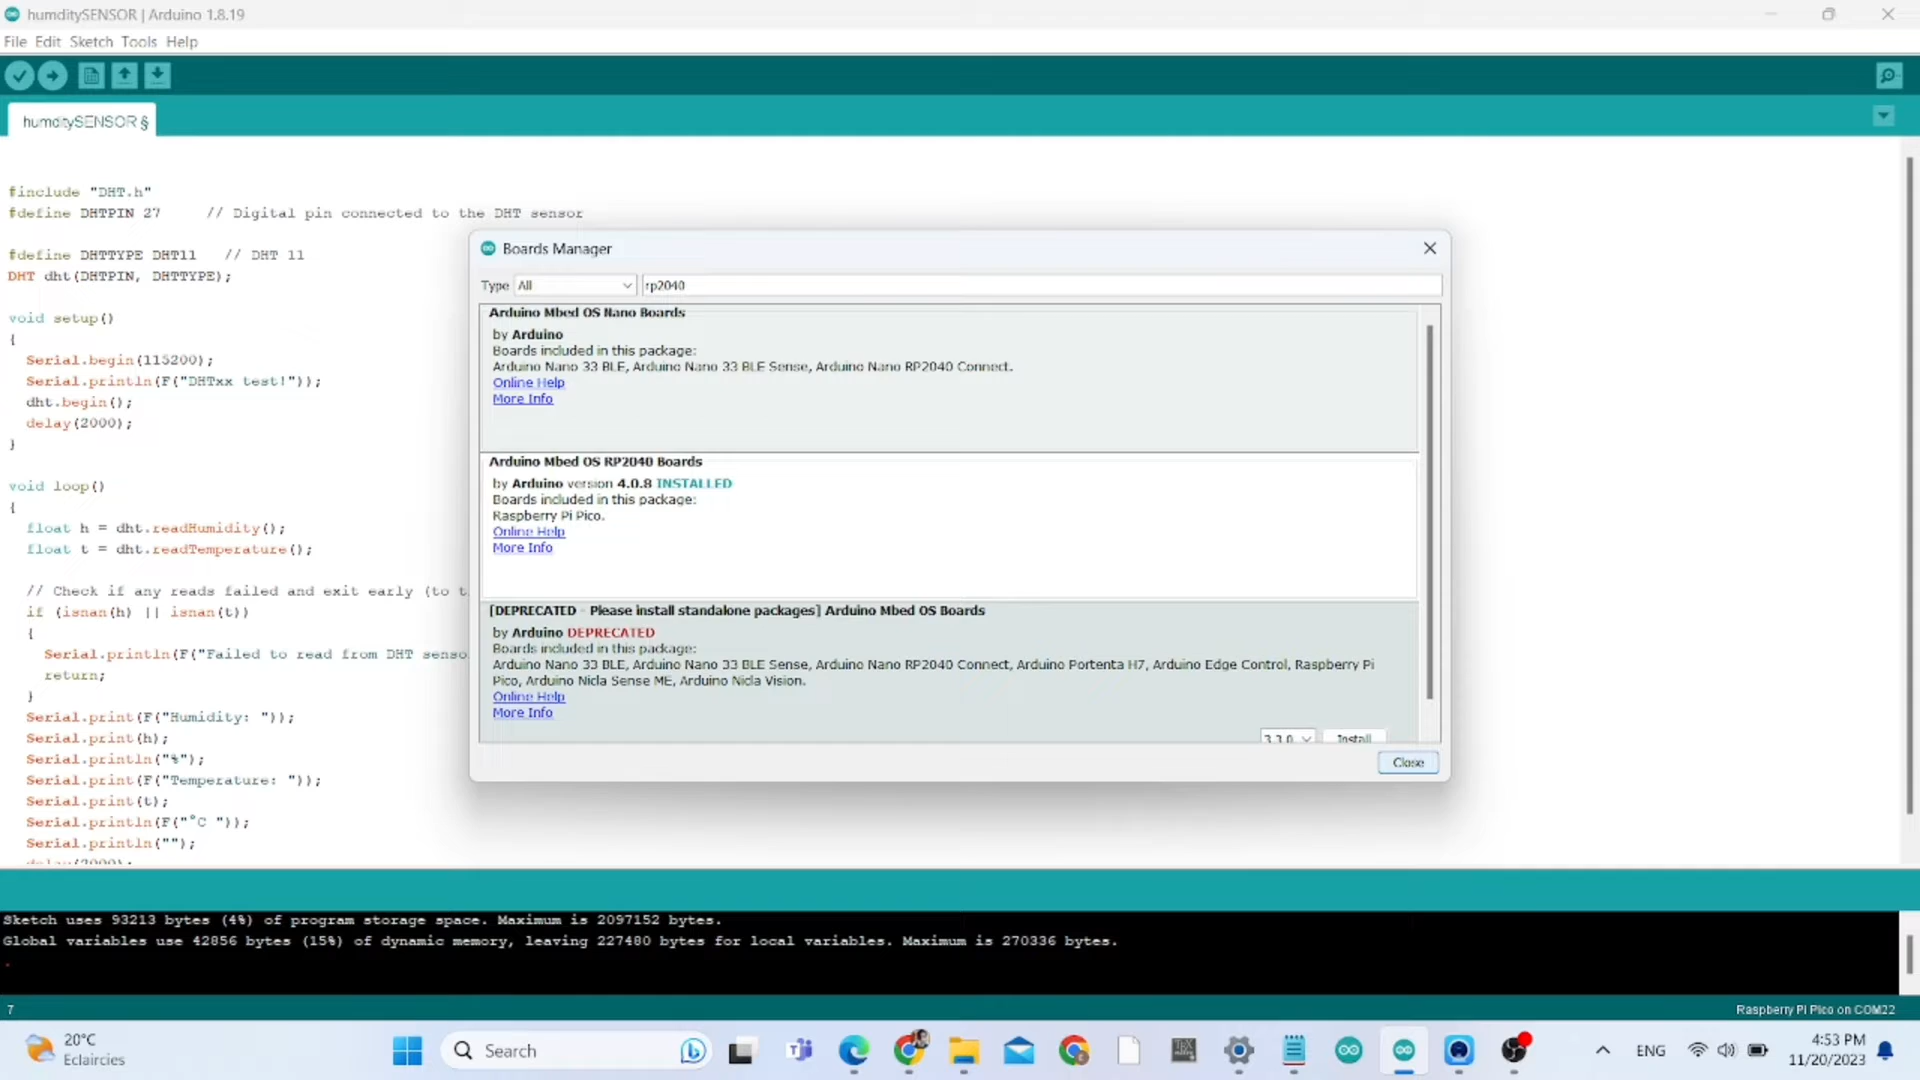 humditySENSOR | Arduino 1.8.19
File Edit Sketch Tools Help
humditySENSOR §
#include "DHT.h"
#define DHTPIN 27     // Digital pin connected to the DHT sensor
#define DHTTYPE DHT11   // DHT 11
DHT dht(DHTPIN, DHTTYPE);
void setup()
{
Serial.begin(115200);
Serial.println(F("DHTxx test!"));
dht.begin();
delay(2000);
}
void loop()
{
float h = dht.readHumidity();
float t = dht.readTemperature();
// Check if any reads failed and exit early (to t
if (isnan(h) || isnan(t))
{
Serial.println(F("Failed to read from DHT senso
return;
}
Serial.print(F("Humidity: "));
Serial.print(h);
Serial.println("%");
Serial.print(F("Temperature: "));
Serial.print(t);
Serial.println(F("°C "));
Serial.println("");
delay(2000);
Boards Manager
Type All rp2040
Arduino Mbed OS Nano Boards
by Arduino
Boards included in this package:
Arduino Nano 33 BLE, Arduino Nano 33 BLE Sense, Arduino Nano RP2040 Connect.
Online Help
More Info
Arduino Mbed OS RP2040 Boards
by Arduino version 4.0.8 INSTALLED
Boards included in this package:
Raspberry Pi Pico.
Online Help
More Info
[DEPRECATED - Please install standalone packages] Arduino Mbed OS Boards
by Arduino DEPRECATED
Boards included in this package:
Arduino Nano 33 BLE, Arduino Nano 33 BLE Sense, Arduino Nano RP2040 Connect, Arduino Portenta H7, Arduino Edge Control, Raspberry Pi
Pico, Arduino Nicla Sense ME, Arduino Nicla Vision.
Online Help
More Info
3.3.0 Install
Close
Sketch uses 93213 bytes (4%) of program storage space. Maximum is 2097152 bytes.
Global variables use 42856 bytes (15%) of dynamic memory, leaving 227480 bytes for local variables. Maximum is 270336 bytes.
7 Raspberry Pi Pico on COM22
20°C
Eclaircies
Search
ENG
4:53 PM
11/20/2023